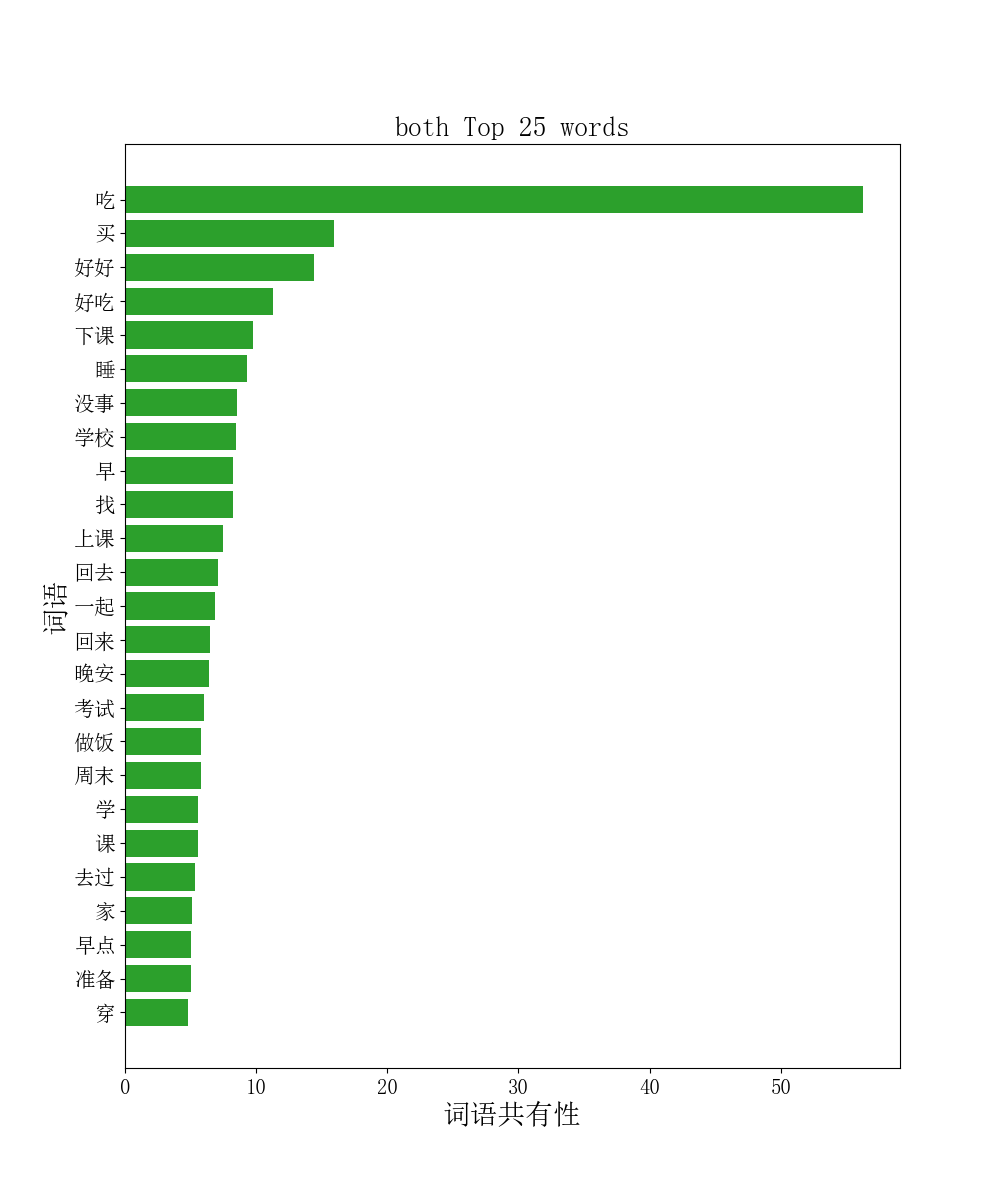 both Top 25 words
吃
买
好好
好吃
下课
睡
没事
学校
早
找
上课
回去
一起
回来
晚安
考试
做饭
周末
学
课
去过
家
早点
准备
穿
词语
0 10 20 30 40 50
词语共有性